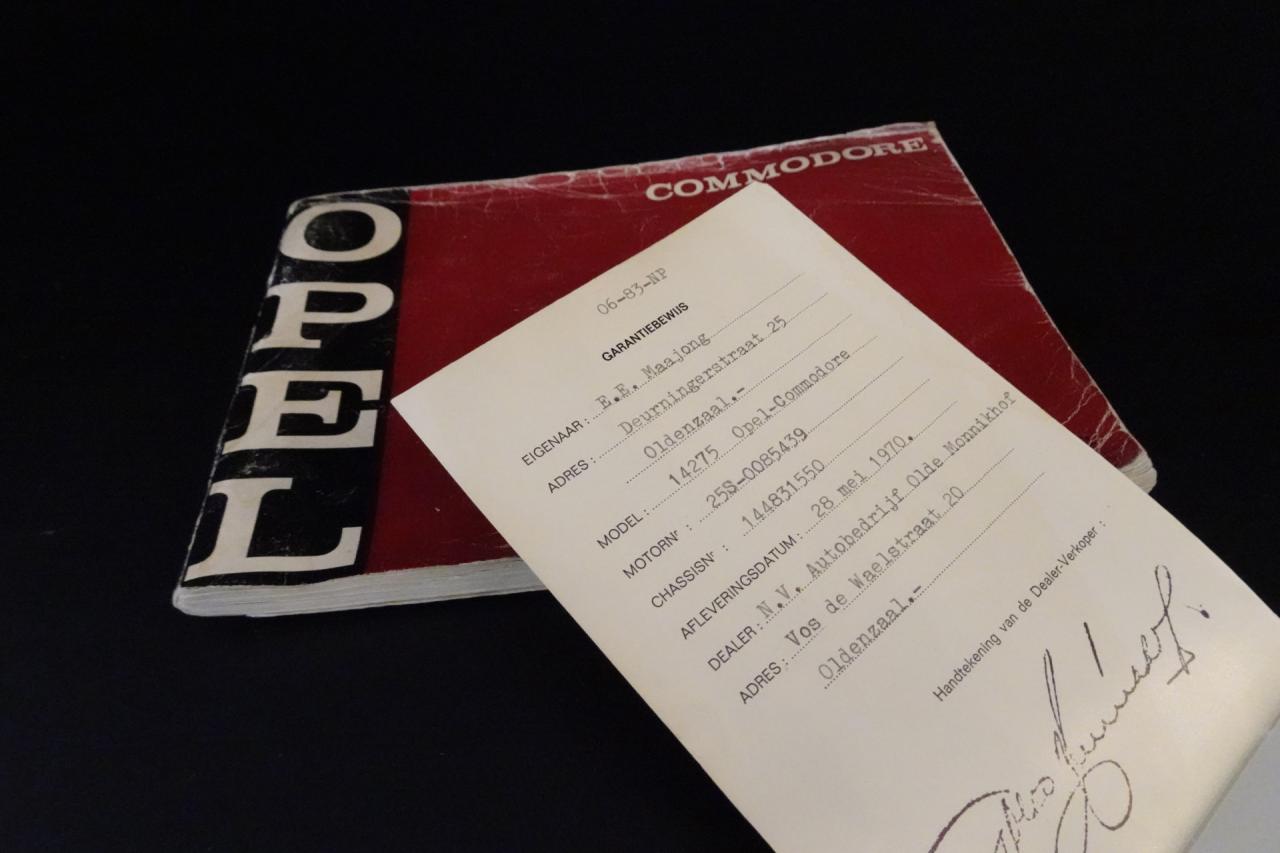 OPEL
COMMODORE
06-83-NP
GARANTIEBEWIJS
EIGENAAR: E.E. Maajong
ADRES: Deurningerstraat 25
Oldenzaal.-
MODEL: 14275 Opel-Commodore
MOTORNr: 25S-0085439
CHASSISNr: 144831550
AFLEVERINGSDATUM: 28 mei 1970.
DEALER: N.V. Autobedrijf Olde Monnikhof
ADRES: Vos de Waelstraat 20
Oldenzaal.-
Handtekening van de Dealer-Verkoper: